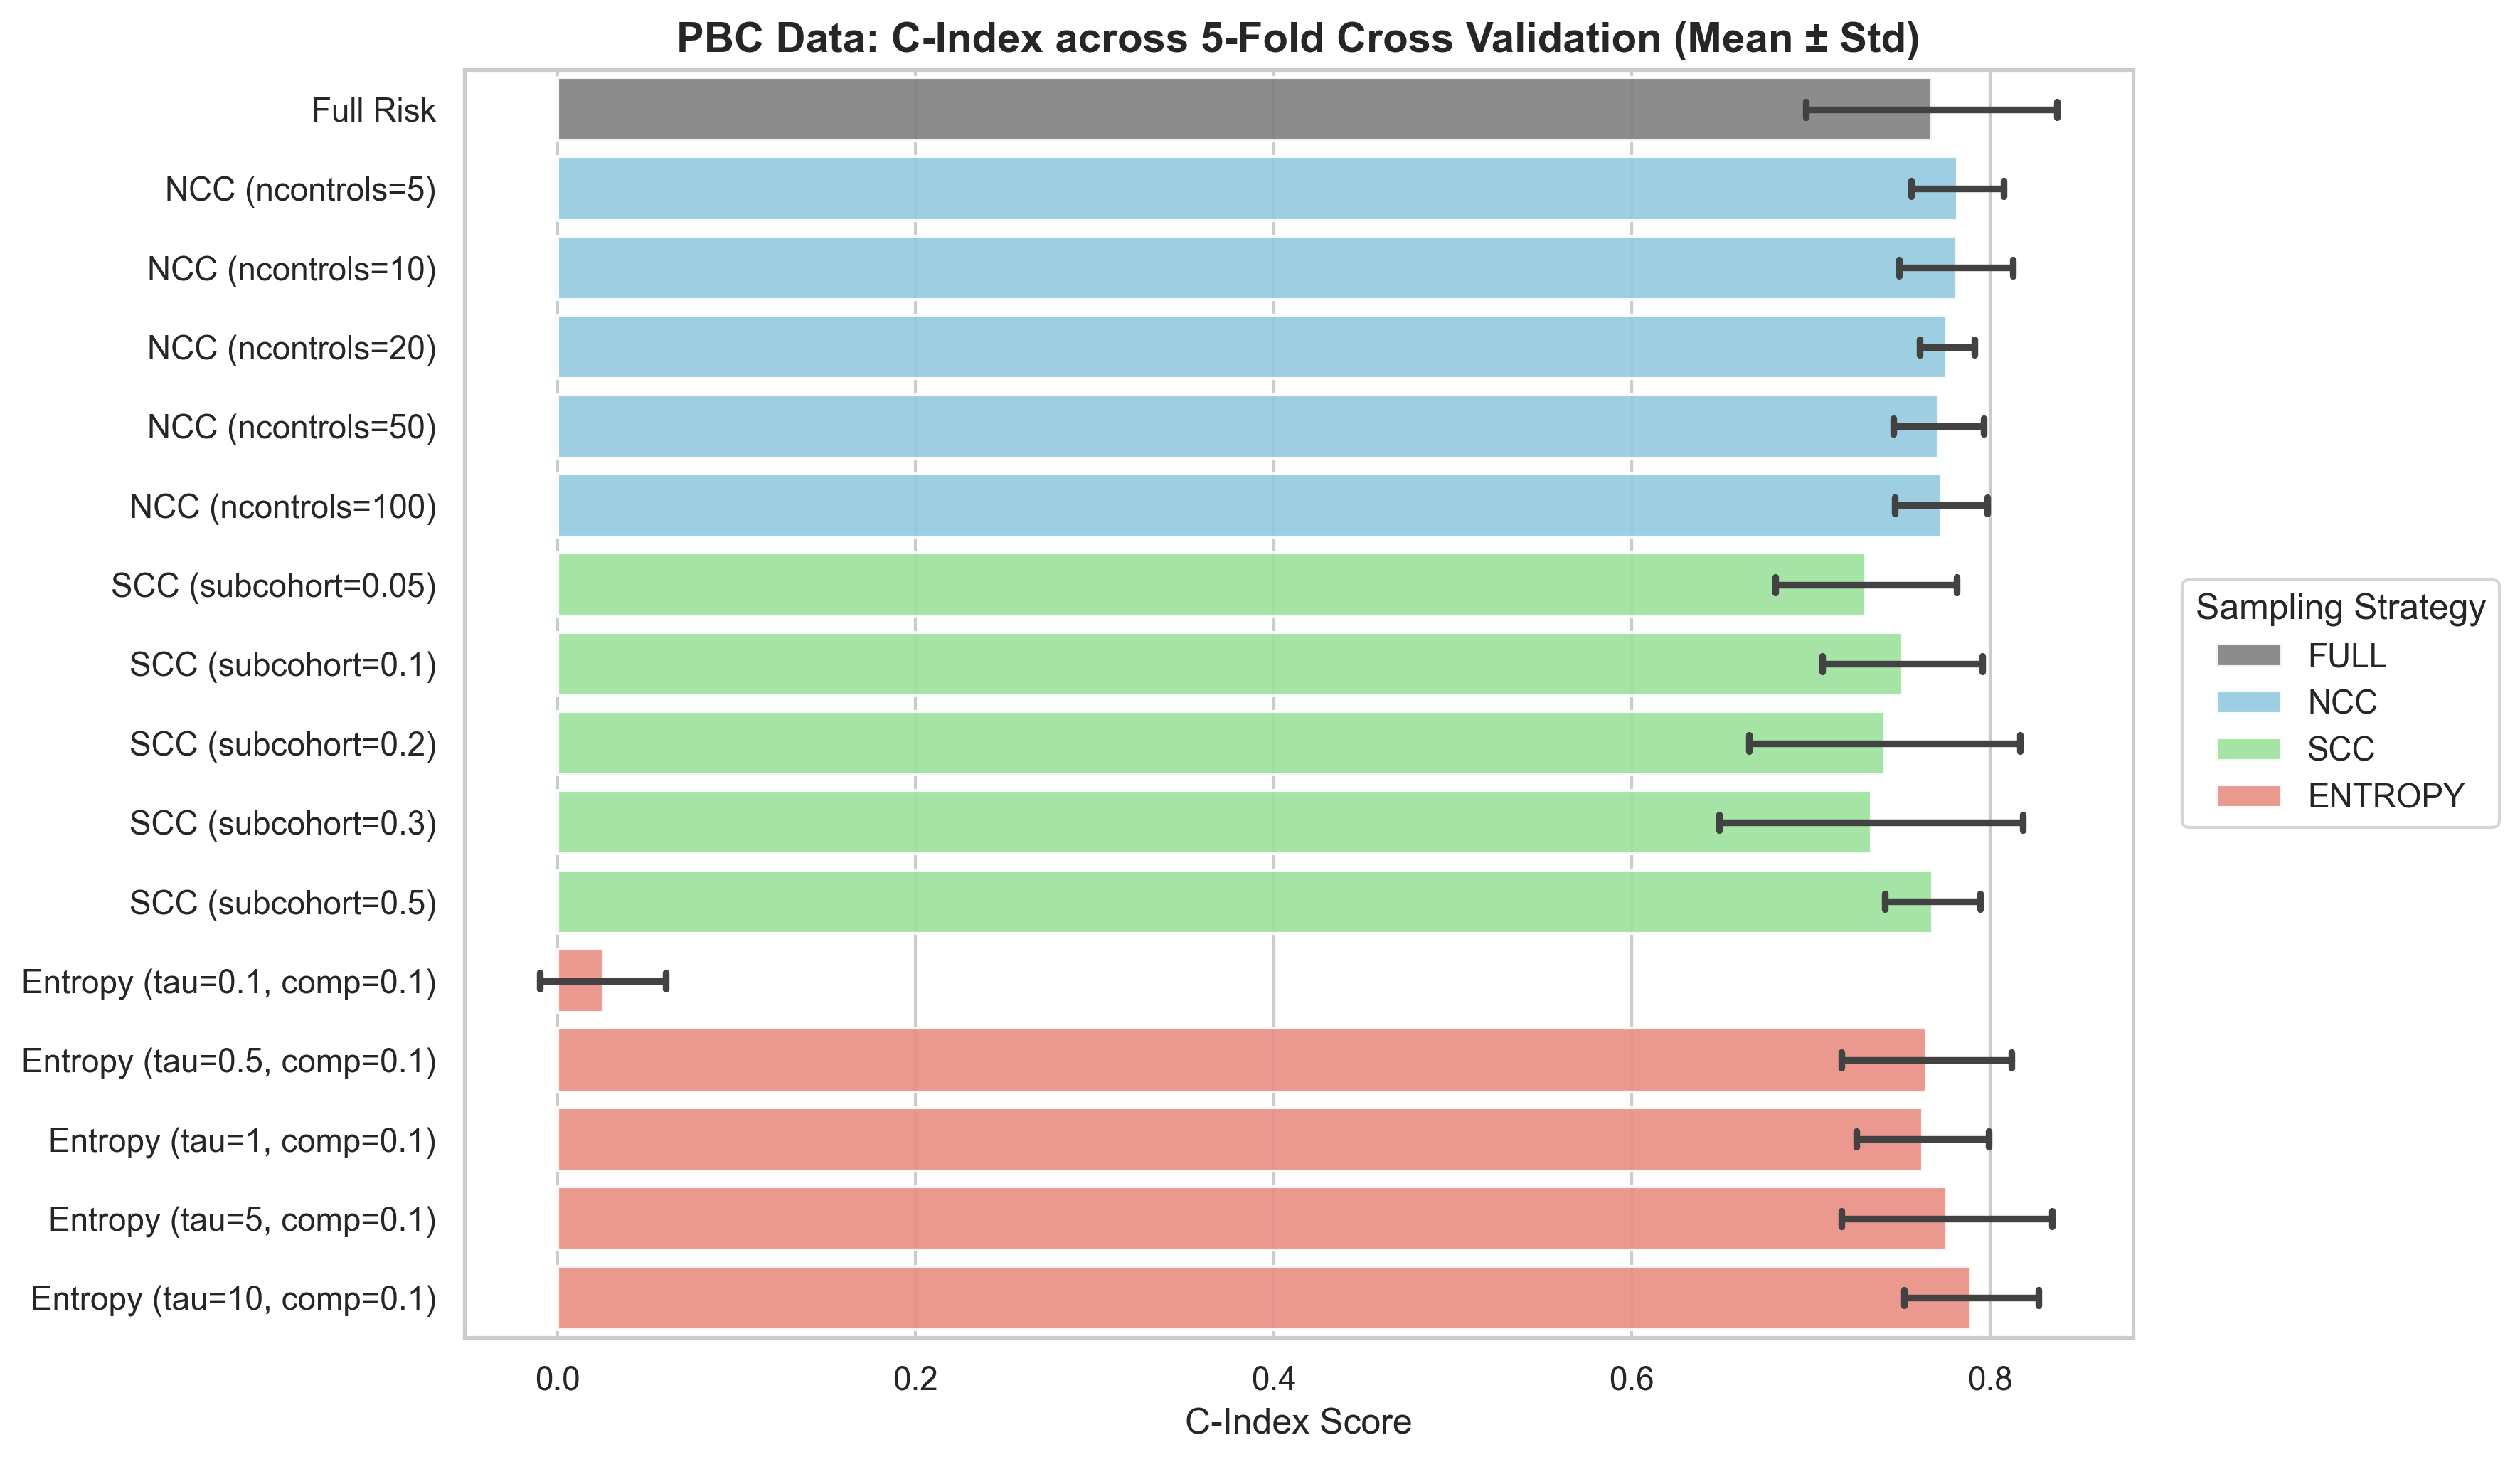 PBC Data: C-Index across 5-Fold Cross Validation (Mean ± Std)
Full Risk
NCC (ncontrols=5)
NCC (ncontrols=10)
NCC (ncontrols=20)
NCC (ncontrols=50)
NCC (ncontrols=100)
SCC (subcohort=0.05)
SCC (subcohort=0.1)
SCC (subcohort=0.2)
SCC (subcohort=0.3)
SCC (subcohort=0.5)
Entropy (tau=0.1, comp=0.1)
Entropy (tau=0.5, comp=0.1)
Entropy (tau=1, comp=0.1)
Entropy (tau=5, comp=0.1)
Entropy (tau=10, comp=0.1)
0.0 0.2 0.4 0.6 0.8
C-Index Score
Sampling Strategy
FULL
NCC
SCC
ENTROPY